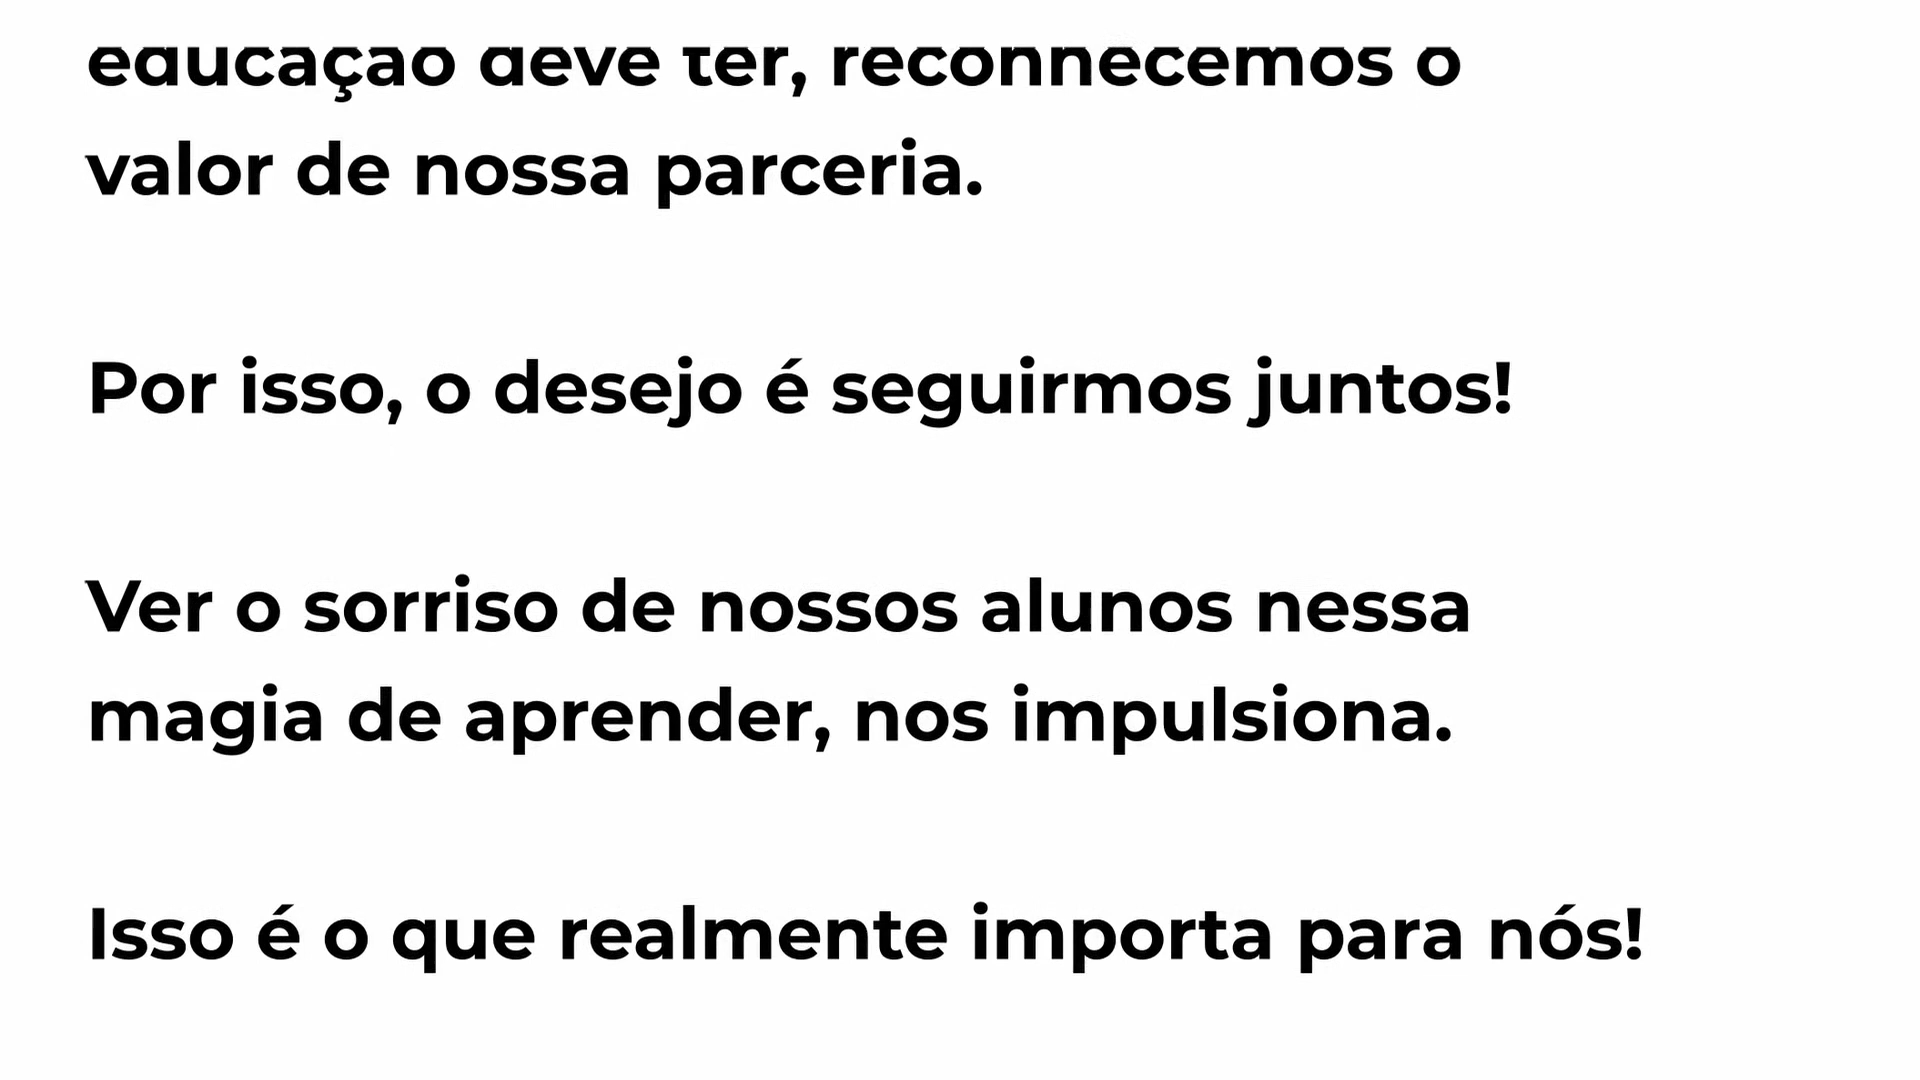 educação deve ter, reconhecemos o
valor de nossa parceria.
Por isso, o desejo é seguirmos juntos!
Ver o sorriso de nossos alunos nessa
magia de aprender, nos impulsiona.
Isso é o que realmente importa para nós!